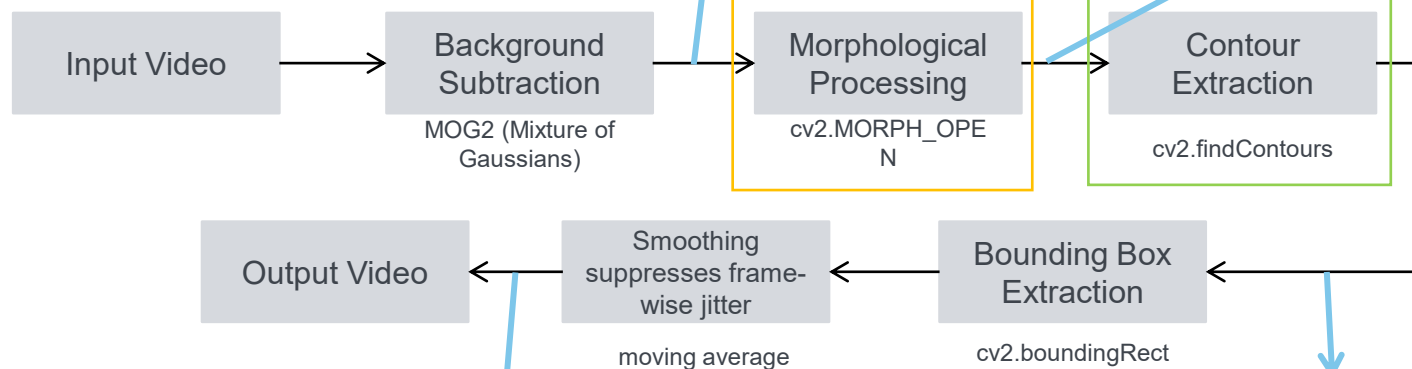 Input Video
Background
Subtraction
MOG2 (Mixture of
Gaussians)
Morphological
Processing
cv2.MORPH_OPE
N
Contour
Extraction
cv2.findContours
Output Video
Smoothing
suppresses frame-
wise jitter
moving average
Bounding Box
Extraction
cv2.boundingRect